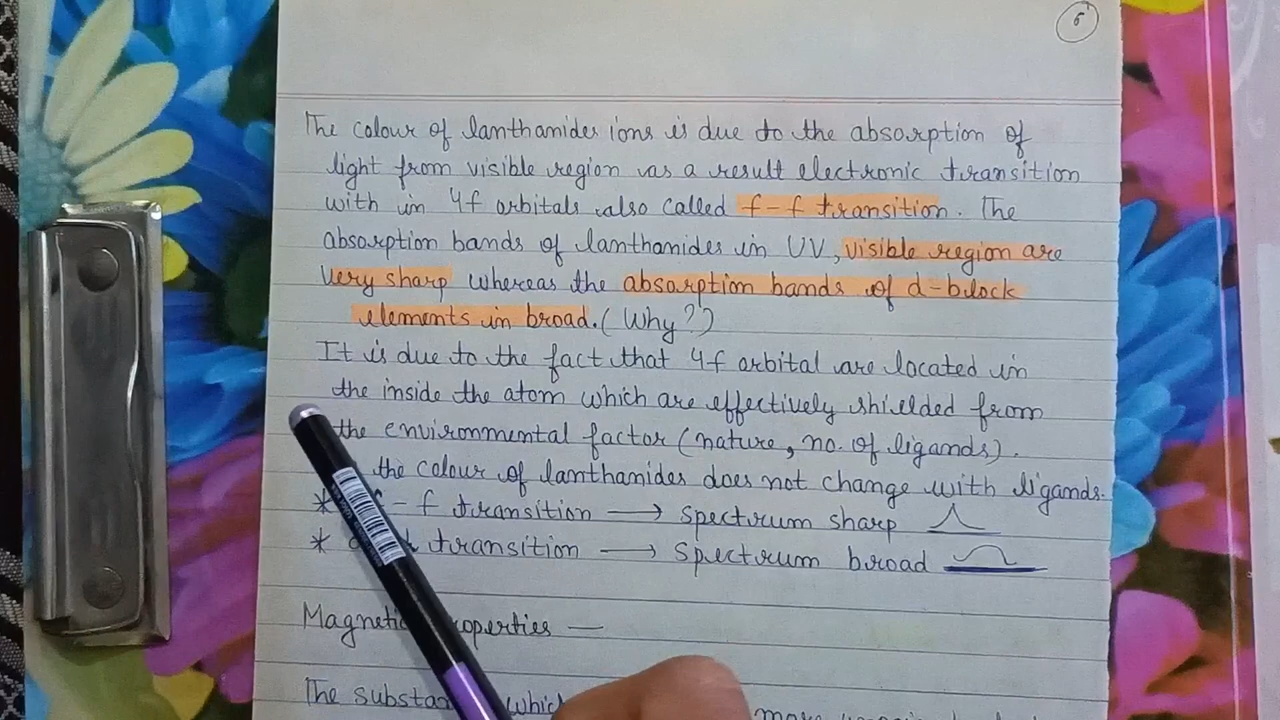 6
The colour of lanthanides ions is due to the absorption of
light from visible region as a result electronic transition
with in 4f orbitals also called f-f transition. The
absorption bands of lanthanides in UV, visible region are
very sharp whereas the absorption bands of d-block
elements in broad. (Why?)
It is due to the fact that 4f orbital are located in
the inside the atom which are effectively shielded from
the environmental factor (nature, no. of ligands).
the colour of lanthanides does not change with ligands.
* f-f transition → Spectrum sharp
* transition → Spectrum broad
Magnetic Properties —
The which